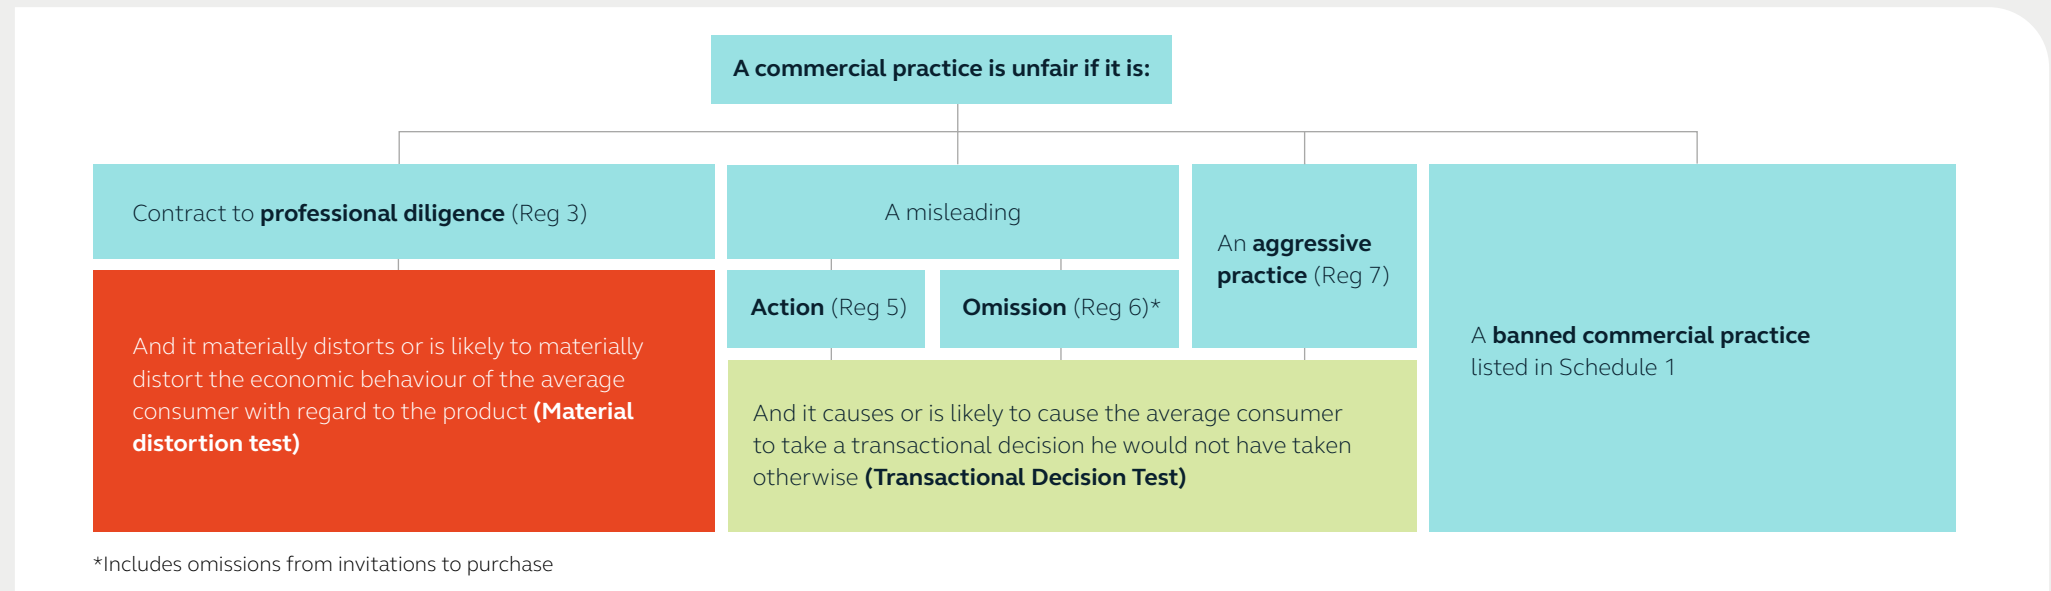 A commercial practice is unfair if it is:
Contract to professional diligence (Reg 3)
And it materially distorts or is likely to materially
distort the economic behaviour of the average
consumer with regard to the product (Material
distortion test)
A misleading
Action (Reg 5)
Omission (Reg 6)*
An aggressive
practice (Reg 7)
And it causes or is likely to cause the average consumer
to take a transactional decision he would not have taken
otherwise (Transactional Decision Test)
A banned commercial practice
listed in Schedule 1
*Includes omissions from invitations to purchase